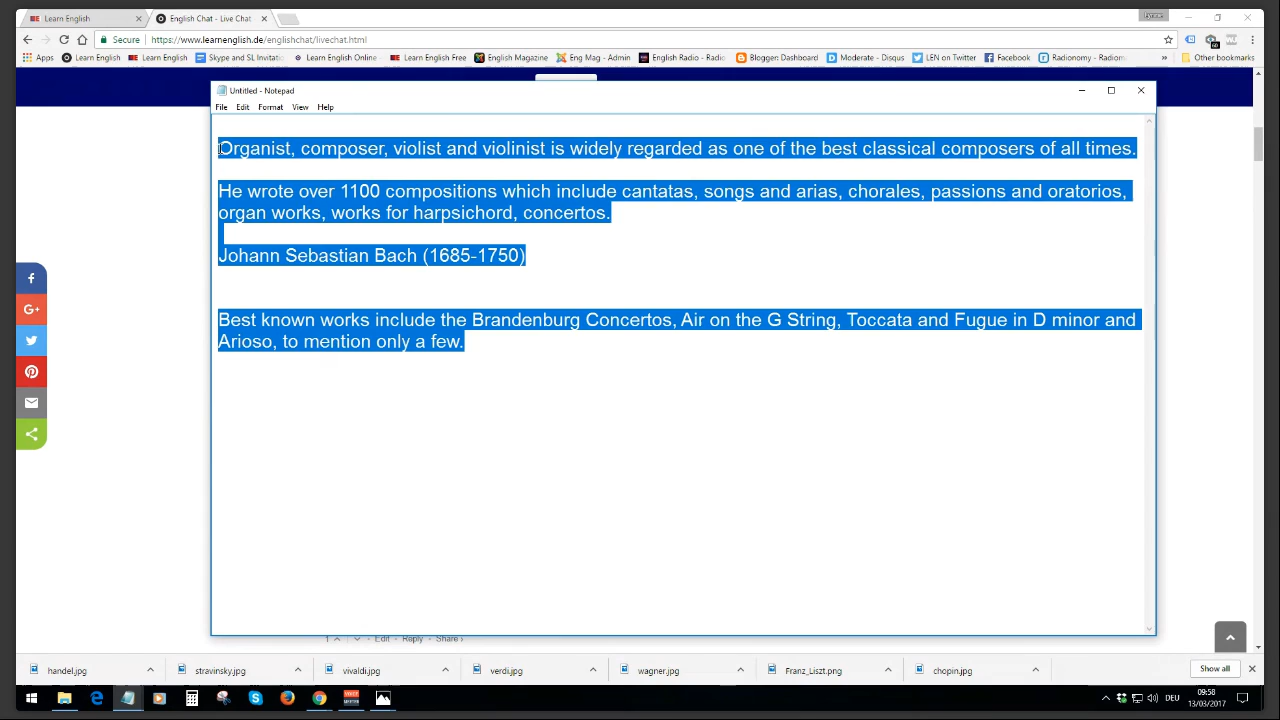 Learn English
English Chat - Live Chat
Secure
https://www.learnenglish.de/englishchat/livechat.html
Apps
Learn English
Learn English
Skype and SL Invitatio
Learn English Online
Learn English Free
English Magazine
Eng Mag - Admin
English Radio - Radio
Blogger: Dashboard
Moderate - Disqus
LEN on Twitter
Facebook
Radionomy - Radionom
» Other bookmarks
Untitled - Notepad
File Edit Format View Help
Organist, composer, violist and violinist is widely regarded as one of the best classical composers of all times.
He wrote over 1100 compositions which include cantatas, songs and arias, chorales, passions and oratorios,
organ works, works for harpsichord, concertos.
Johann Sebastian Bach (1685-1750)
Best known works include the Brandenburg Concertos, Air on the G String, Toccata and Fugue in D minor and
Arioso, to mention only a few.
1 Edit Reply Share ›
handel.jpg
stravinsky.jpg
vivaldi.jpg
verdi.jpg
wagner.jpg
Franz_Liszt.png
chopin.jpg
Show all
DEU
09:58
13/03/2017